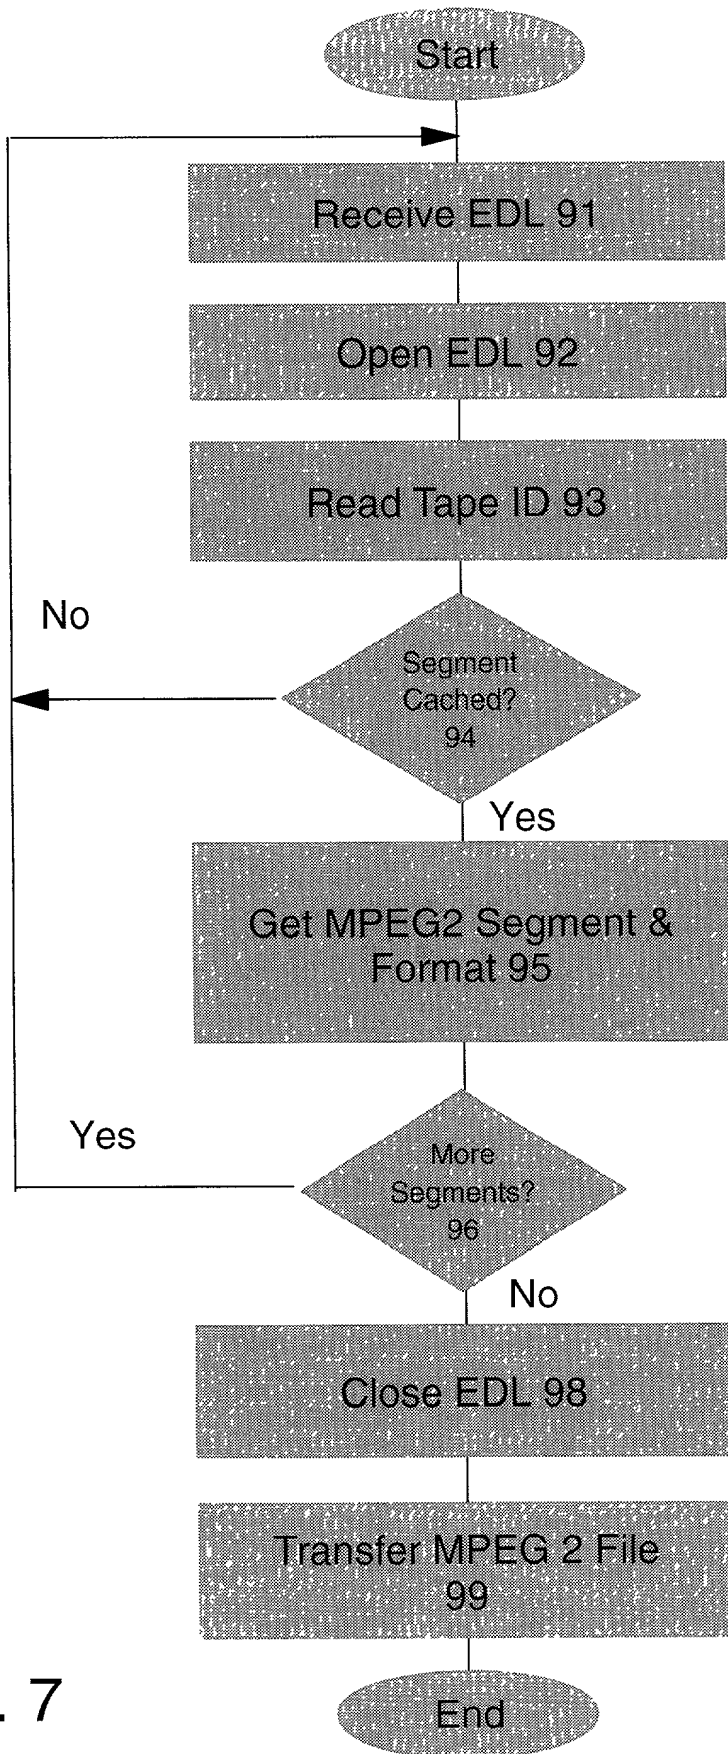 Start
Receive EDL 91
Open EDL 92
Read Tape ID 93
No
Segment
Cached?
94
Yes
Get MPEG2 Segment &
Format 95
Yes
More
Segments?
96
No
Close EDL 98
Transfer MPEG 2 File
99
. 7
End